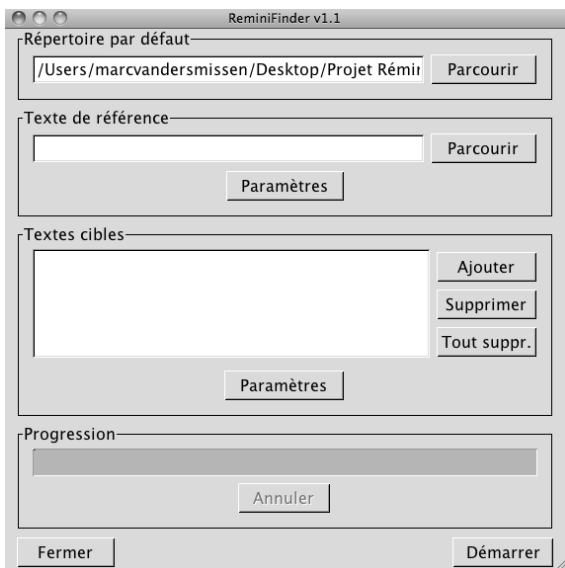 ReminiFinder v1.1
Répertoire par défaut
/Users/marcvandersmissen/Desktop/Projet Rémir Parcourir
Texte de référence
Parcourir
Paramètres
Textes cibles
Ajouter
Supprimer
Tout suppr.
Paramètres
Progression
Annuler
Fermer Démarrer